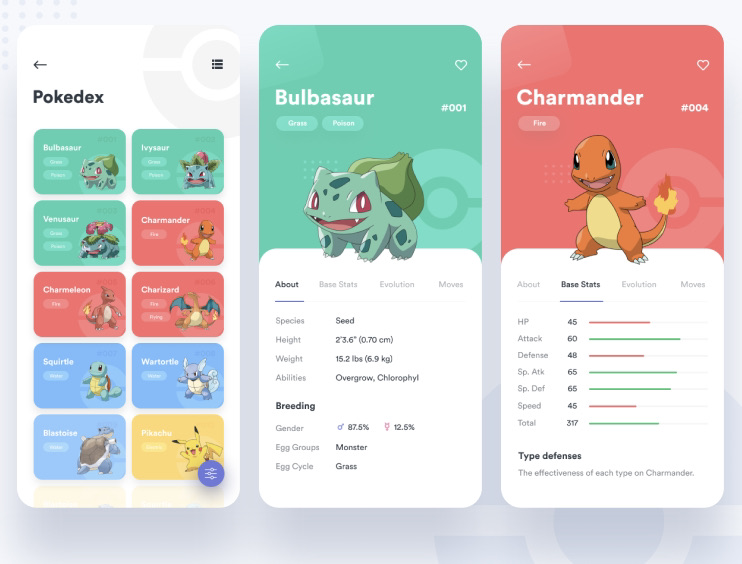 Pokedex
Bulbasaur
Grass
Poison
Ivysaur
Grass
Poison
Venusaur
Grass
Poison
Charmander
Fire
Charmeleon
Fire
Charizard
Fire
Flying
Squirtle
Water
Wartortle
Water
Blastoise
Water
Pikachu
Bulbasaur
#001
Grass Poison
About Base Stats Evolution Moves
Species Seed
Height 2'3.6" (0.70 cm)
Weight 15.2 lbs (6.9 kg)
Abilities Overgrow, Chlorophyl
Breeding
Gender ♂ 87.5% ☿ 12.5%
Egg Groups Monster
Egg Cycle Grass
Charmander
#004
Fire
About Base Stats Evolution Moves
HP 45
Attack 60
Defense 48
Sp. Atk 65
Sp. Def 65
Speed 45
Total 317
Type defenses
The effectiveness of each type on Charmander.